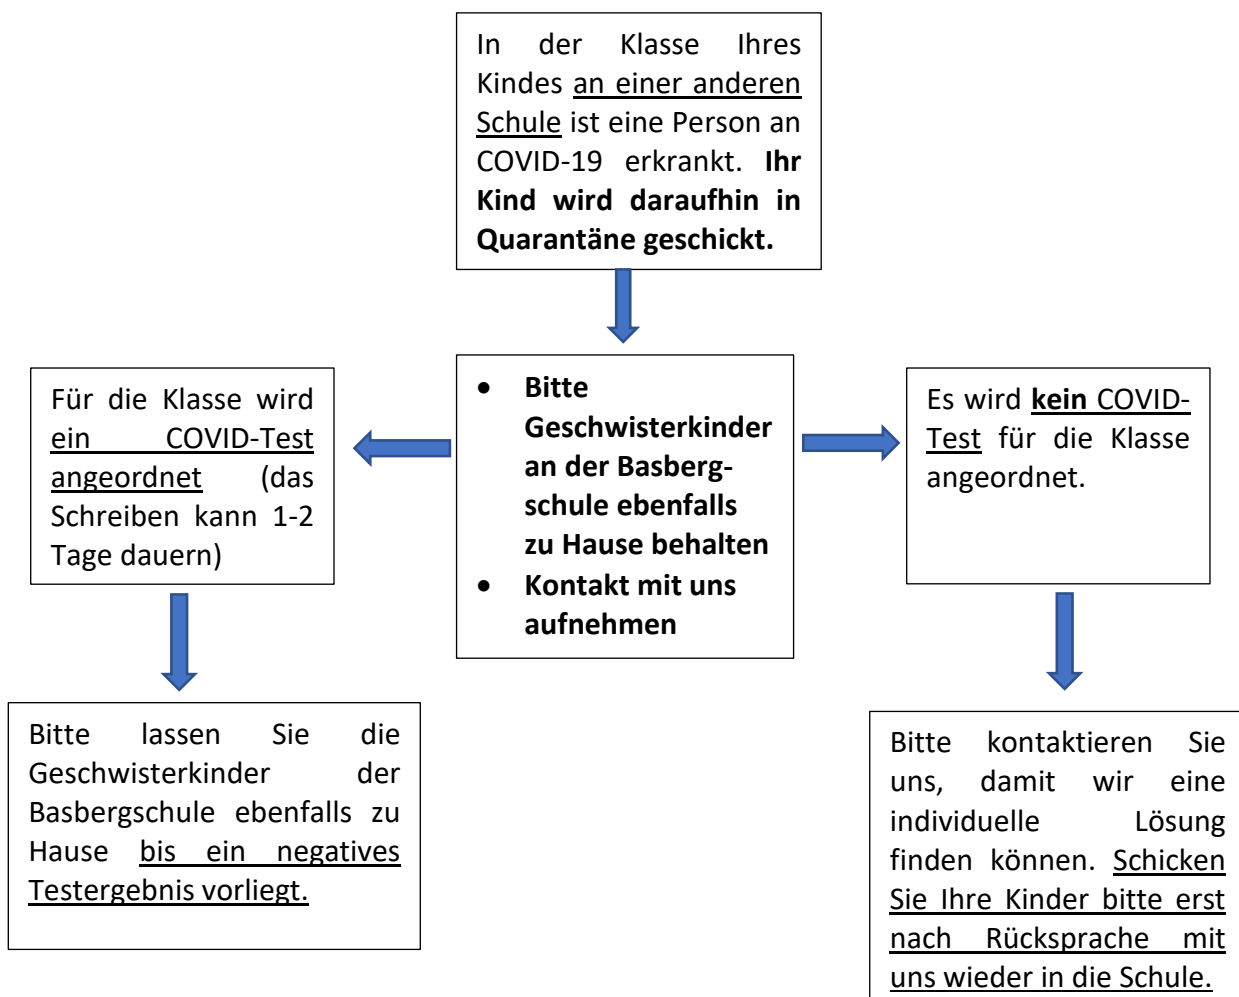 In der Klasse Ihres
Kindes an einer anderen
Schule ist eine Person an
COVID-19 erkrankt. Ihr
Kind wird daraufhin in
Quarantäne geschickt.
Für die Klasse wird
ein COVID-Test
angeordnet (das
Schreiben kann 1-2
Tage dauern)
• Bitte
Geschwisterkinder
an der Basberg-
schule ebenfalls
zu Hause behalten
• Kontakt mit uns
aufnehmen
Es wird kein COVID-
Test für die Klasse
angeordnet.
Bitte lassen Sie die
Geschwisterkinder der
Basbergschule ebenfalls zu
Hause bis ein negatives
Testergebnis vorliegt.
Bitte kontaktieren Sie
uns, damit wir eine
individuelle Lösung
finden können. Schicken
Sie Ihre Kinder bitte erst
nach Rücksprache mit
uns wieder in die Schule.